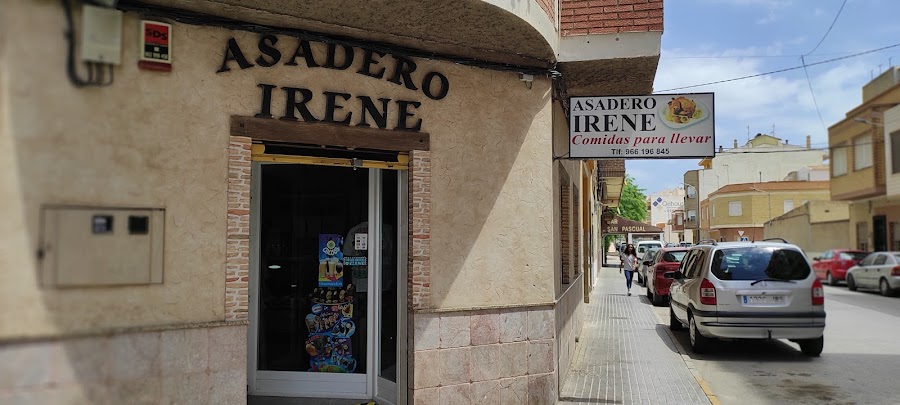 SDS
ASADERO
IRENE
ASADERO
IRENE
Comidas para llevar
Tlf: 966 196 845
SAN PASCUAL